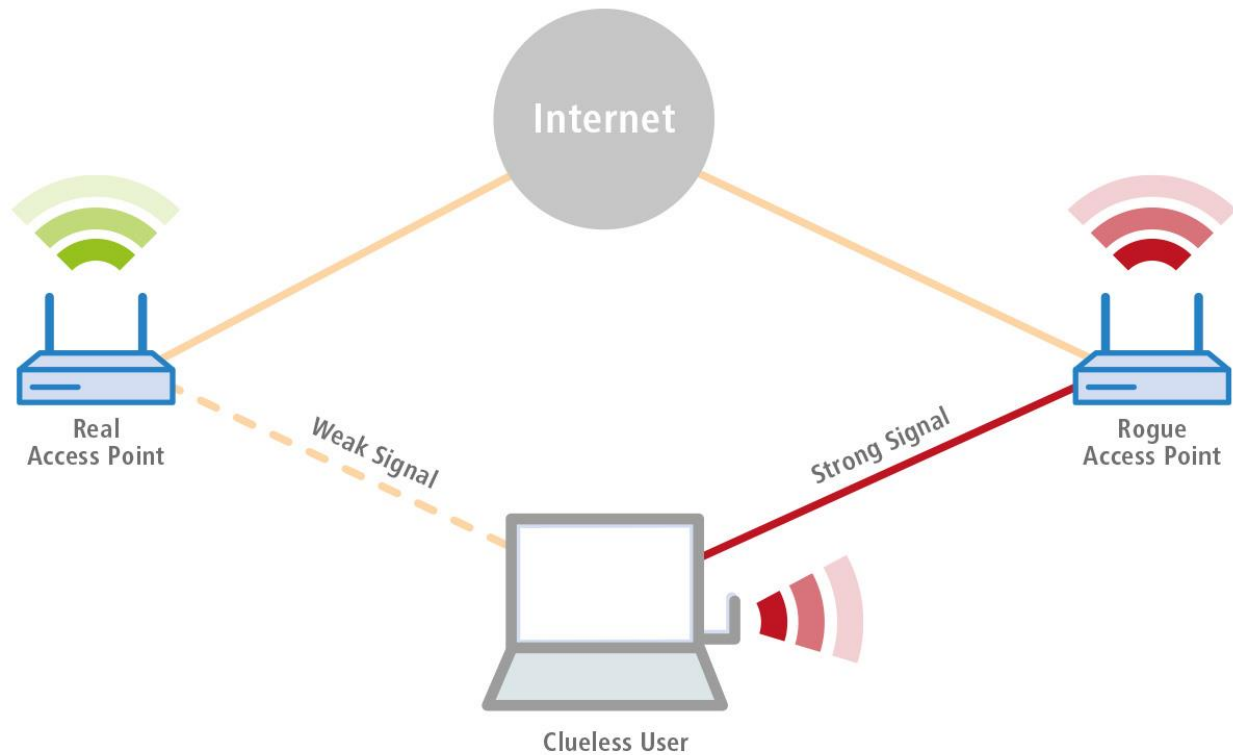 Internet
Real
Access Point
Weak Signal
Strong Signal
Rogue
Access Point
Clueless User